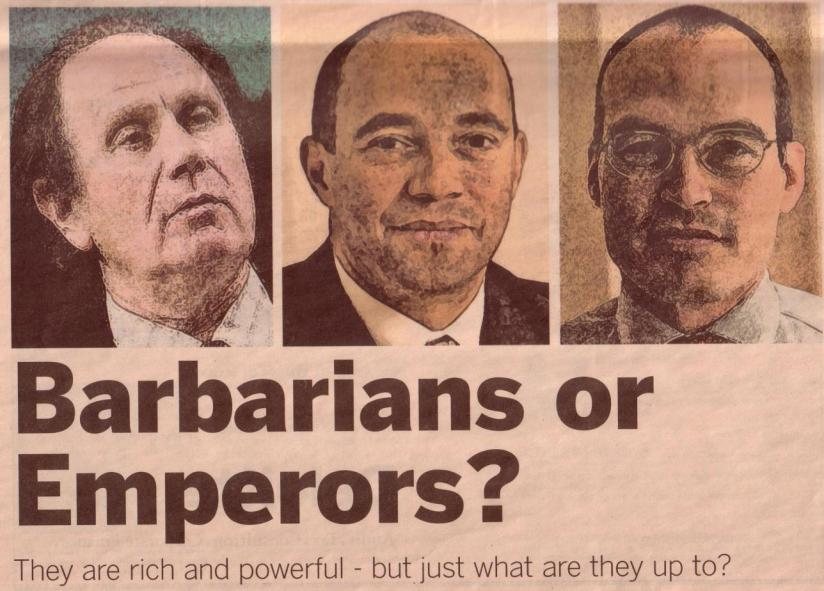 Barbarians or
Emperors?
They are rich and powerful - but just what are they up to?